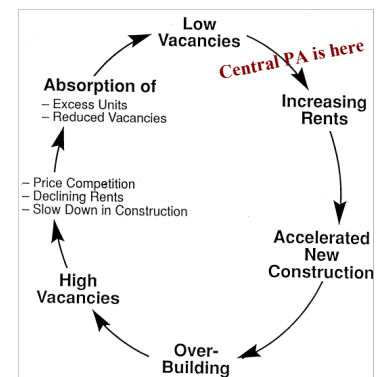 Low
Vacancies
Central PA is here
Increasing
Rents
Accelerated
New
Construction
Over-
Building
High
Vacancies
– Price Competition
– Declining Rents
– Slow Down in Construction
Absorption of
– Excess Units
– Reduced Vacancies